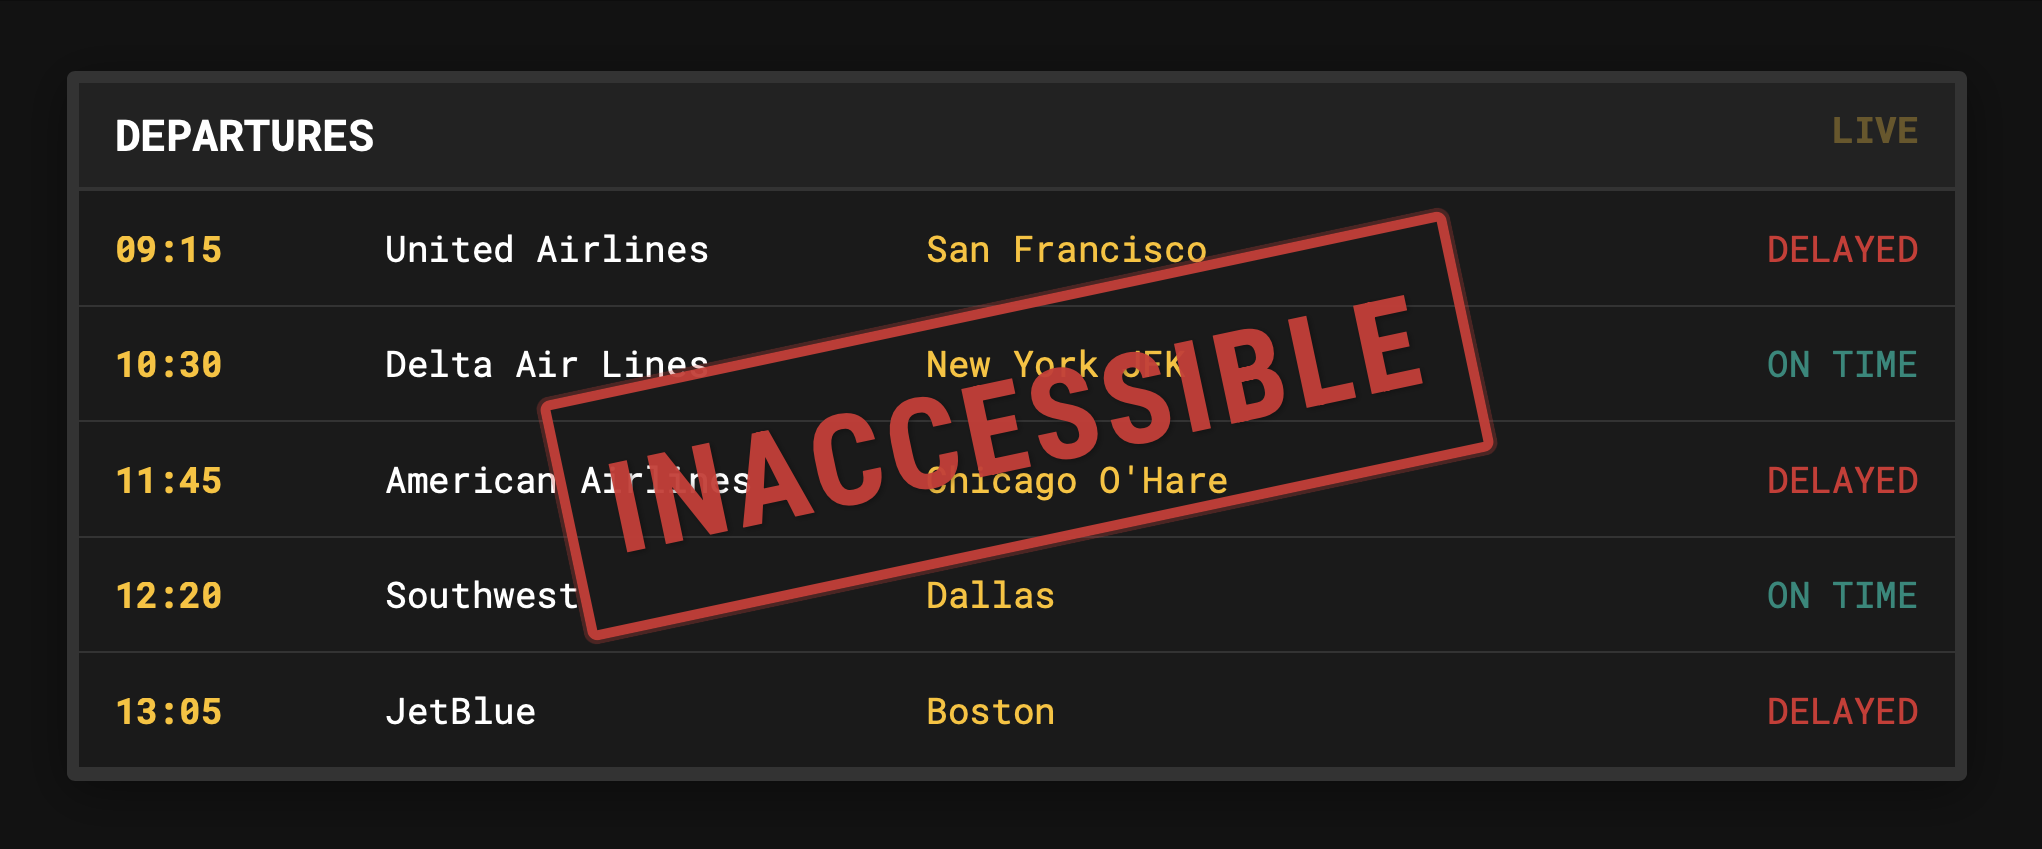 DEPARTURES LIVE
09:15 United Airlines San Francisco DELAYED
10:30 Delta Air Lines New York JFK ON TIME
11:45 American Airlines Chicago O'Hare DELAYED
12:20 Southwest Dallas ON TIME
13:05 JetBlue Boston DELAYED
INACCESSIBLE